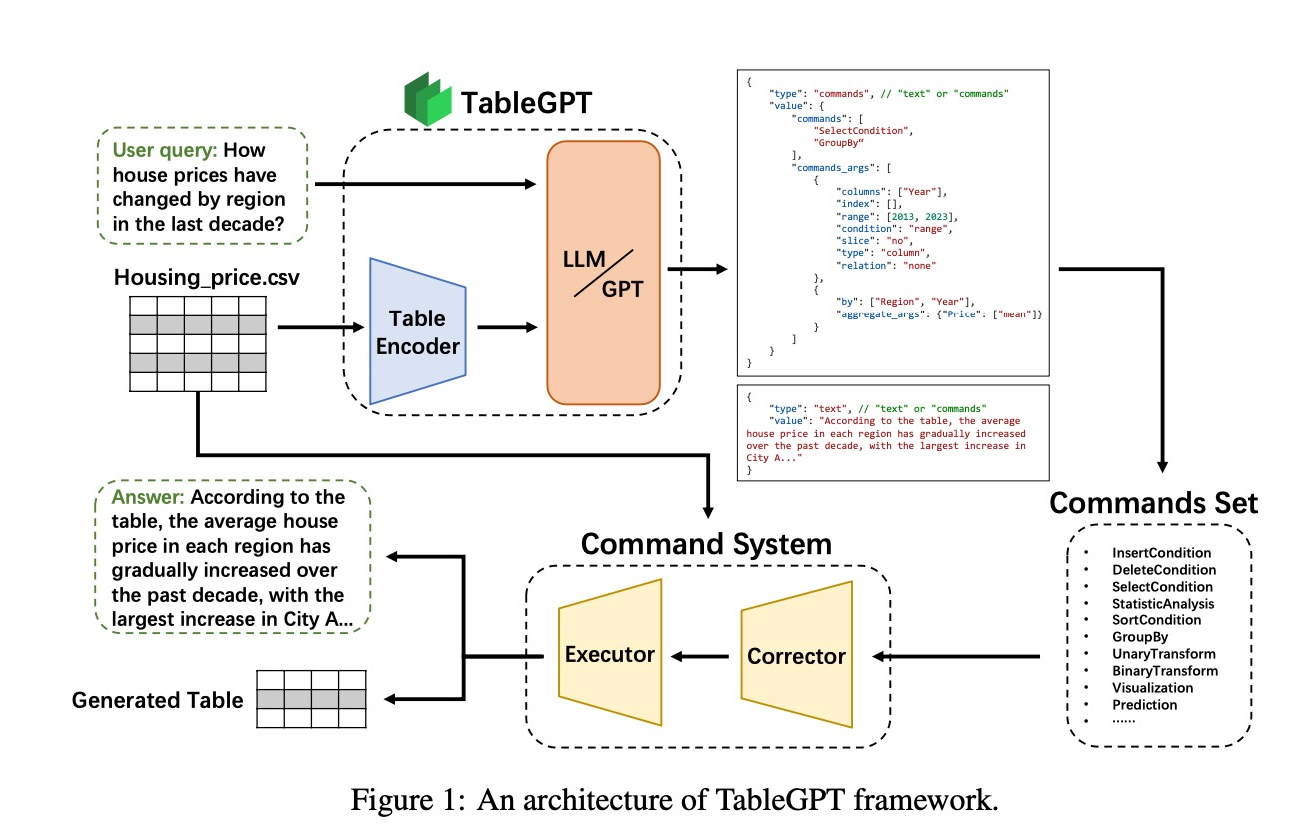 TableGPT
User query: How
house prices have
changed by region
in the last decade?
Housing_price.csv
Table
Encoder
LLM
GPT
{
"type": "commands", // "text" or "commands"
"value": {
"commands": [
"SelectCondition",
"GroupBy“
],
"commands_args": [
{
"columns": ["Year"],
"index": [],
"range": [2013, 2023],
"condition": "range",
"slice": "no",
"type": "column",
"relation": "none"
},
{
"by": ["Region", "Year"],
"aggregate_args": {"Price": ["mean"]}
}
]
}
}
{
"type": "text", // "text" or "commands"
"value": "According to the table, the average
house price in each region has gradually increased
over the past decade, with the largest increase in
City A..."
}
Commands Set
InsertCondition
DeleteCondition
SelectCondition
StatisticAnalysis
SortCondition
GroupBy
UnaryTransform
BinaryTransform
Visualization
Prediction
······
Command System
Executor
Corrector
Answer: According to the
table, the average house
price in each region has
gradually increased over
the past decade, with the
largest increase in City A...
Generated Table
Figure 1: An architecture of TableGPT framework.